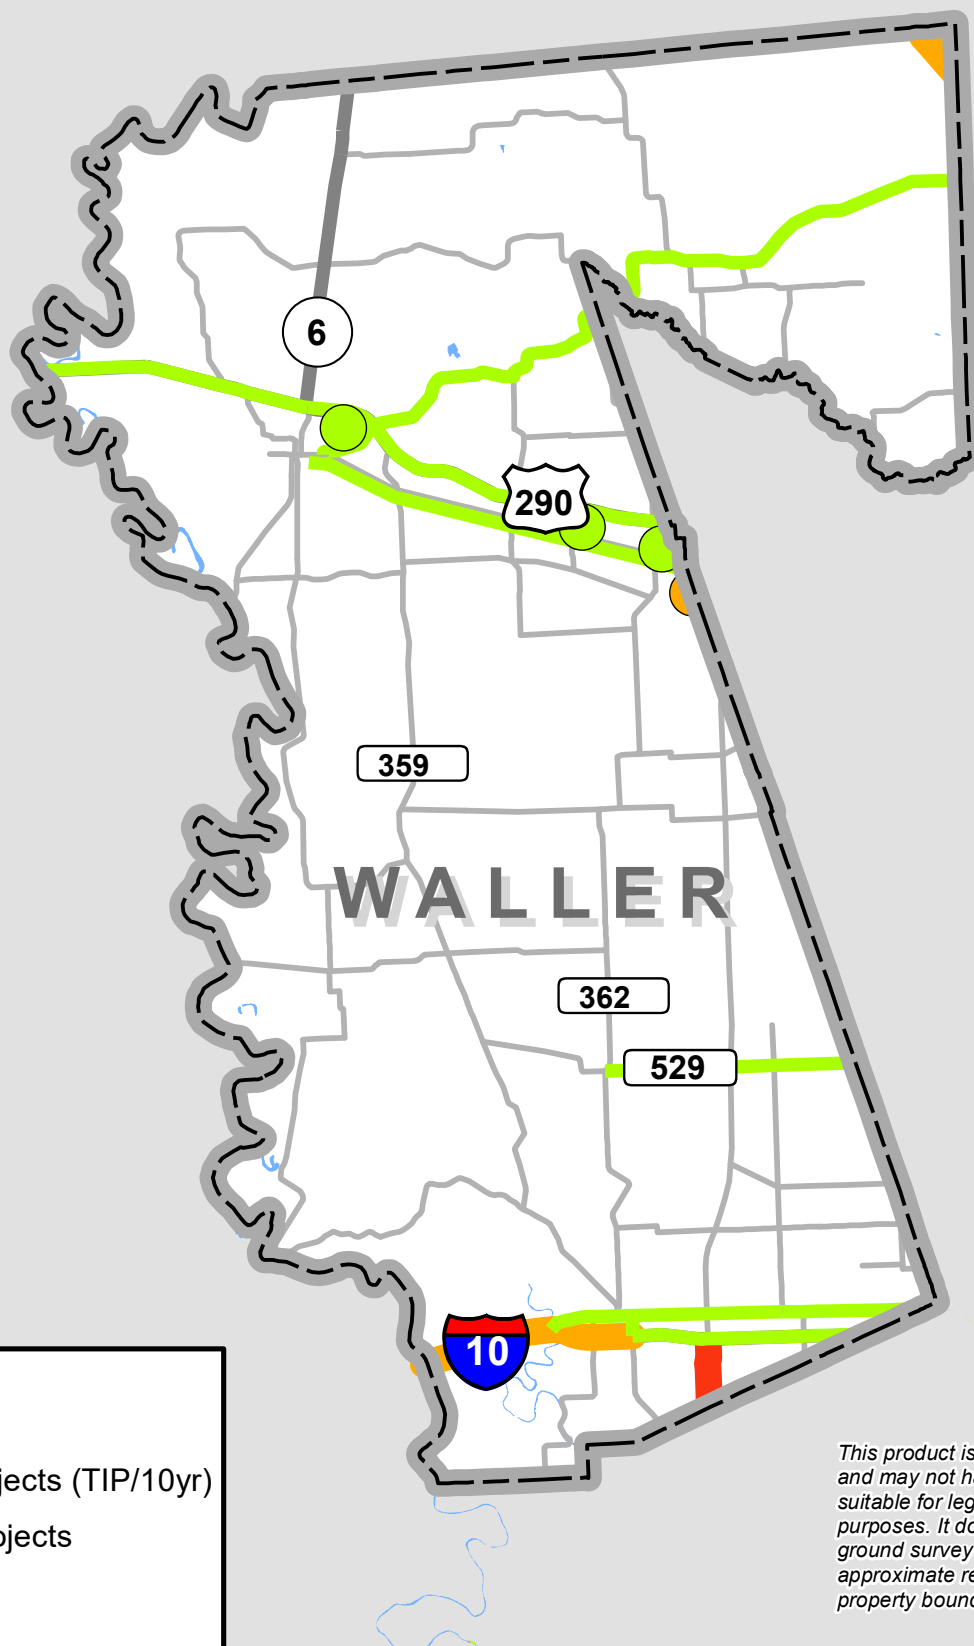 6
290
359
WALLER
362
529
10
jects (TIP/10yr)
jects
This product is
and may not h
suitable for leg
purposes. It do
ground survey
approximate re
property bound